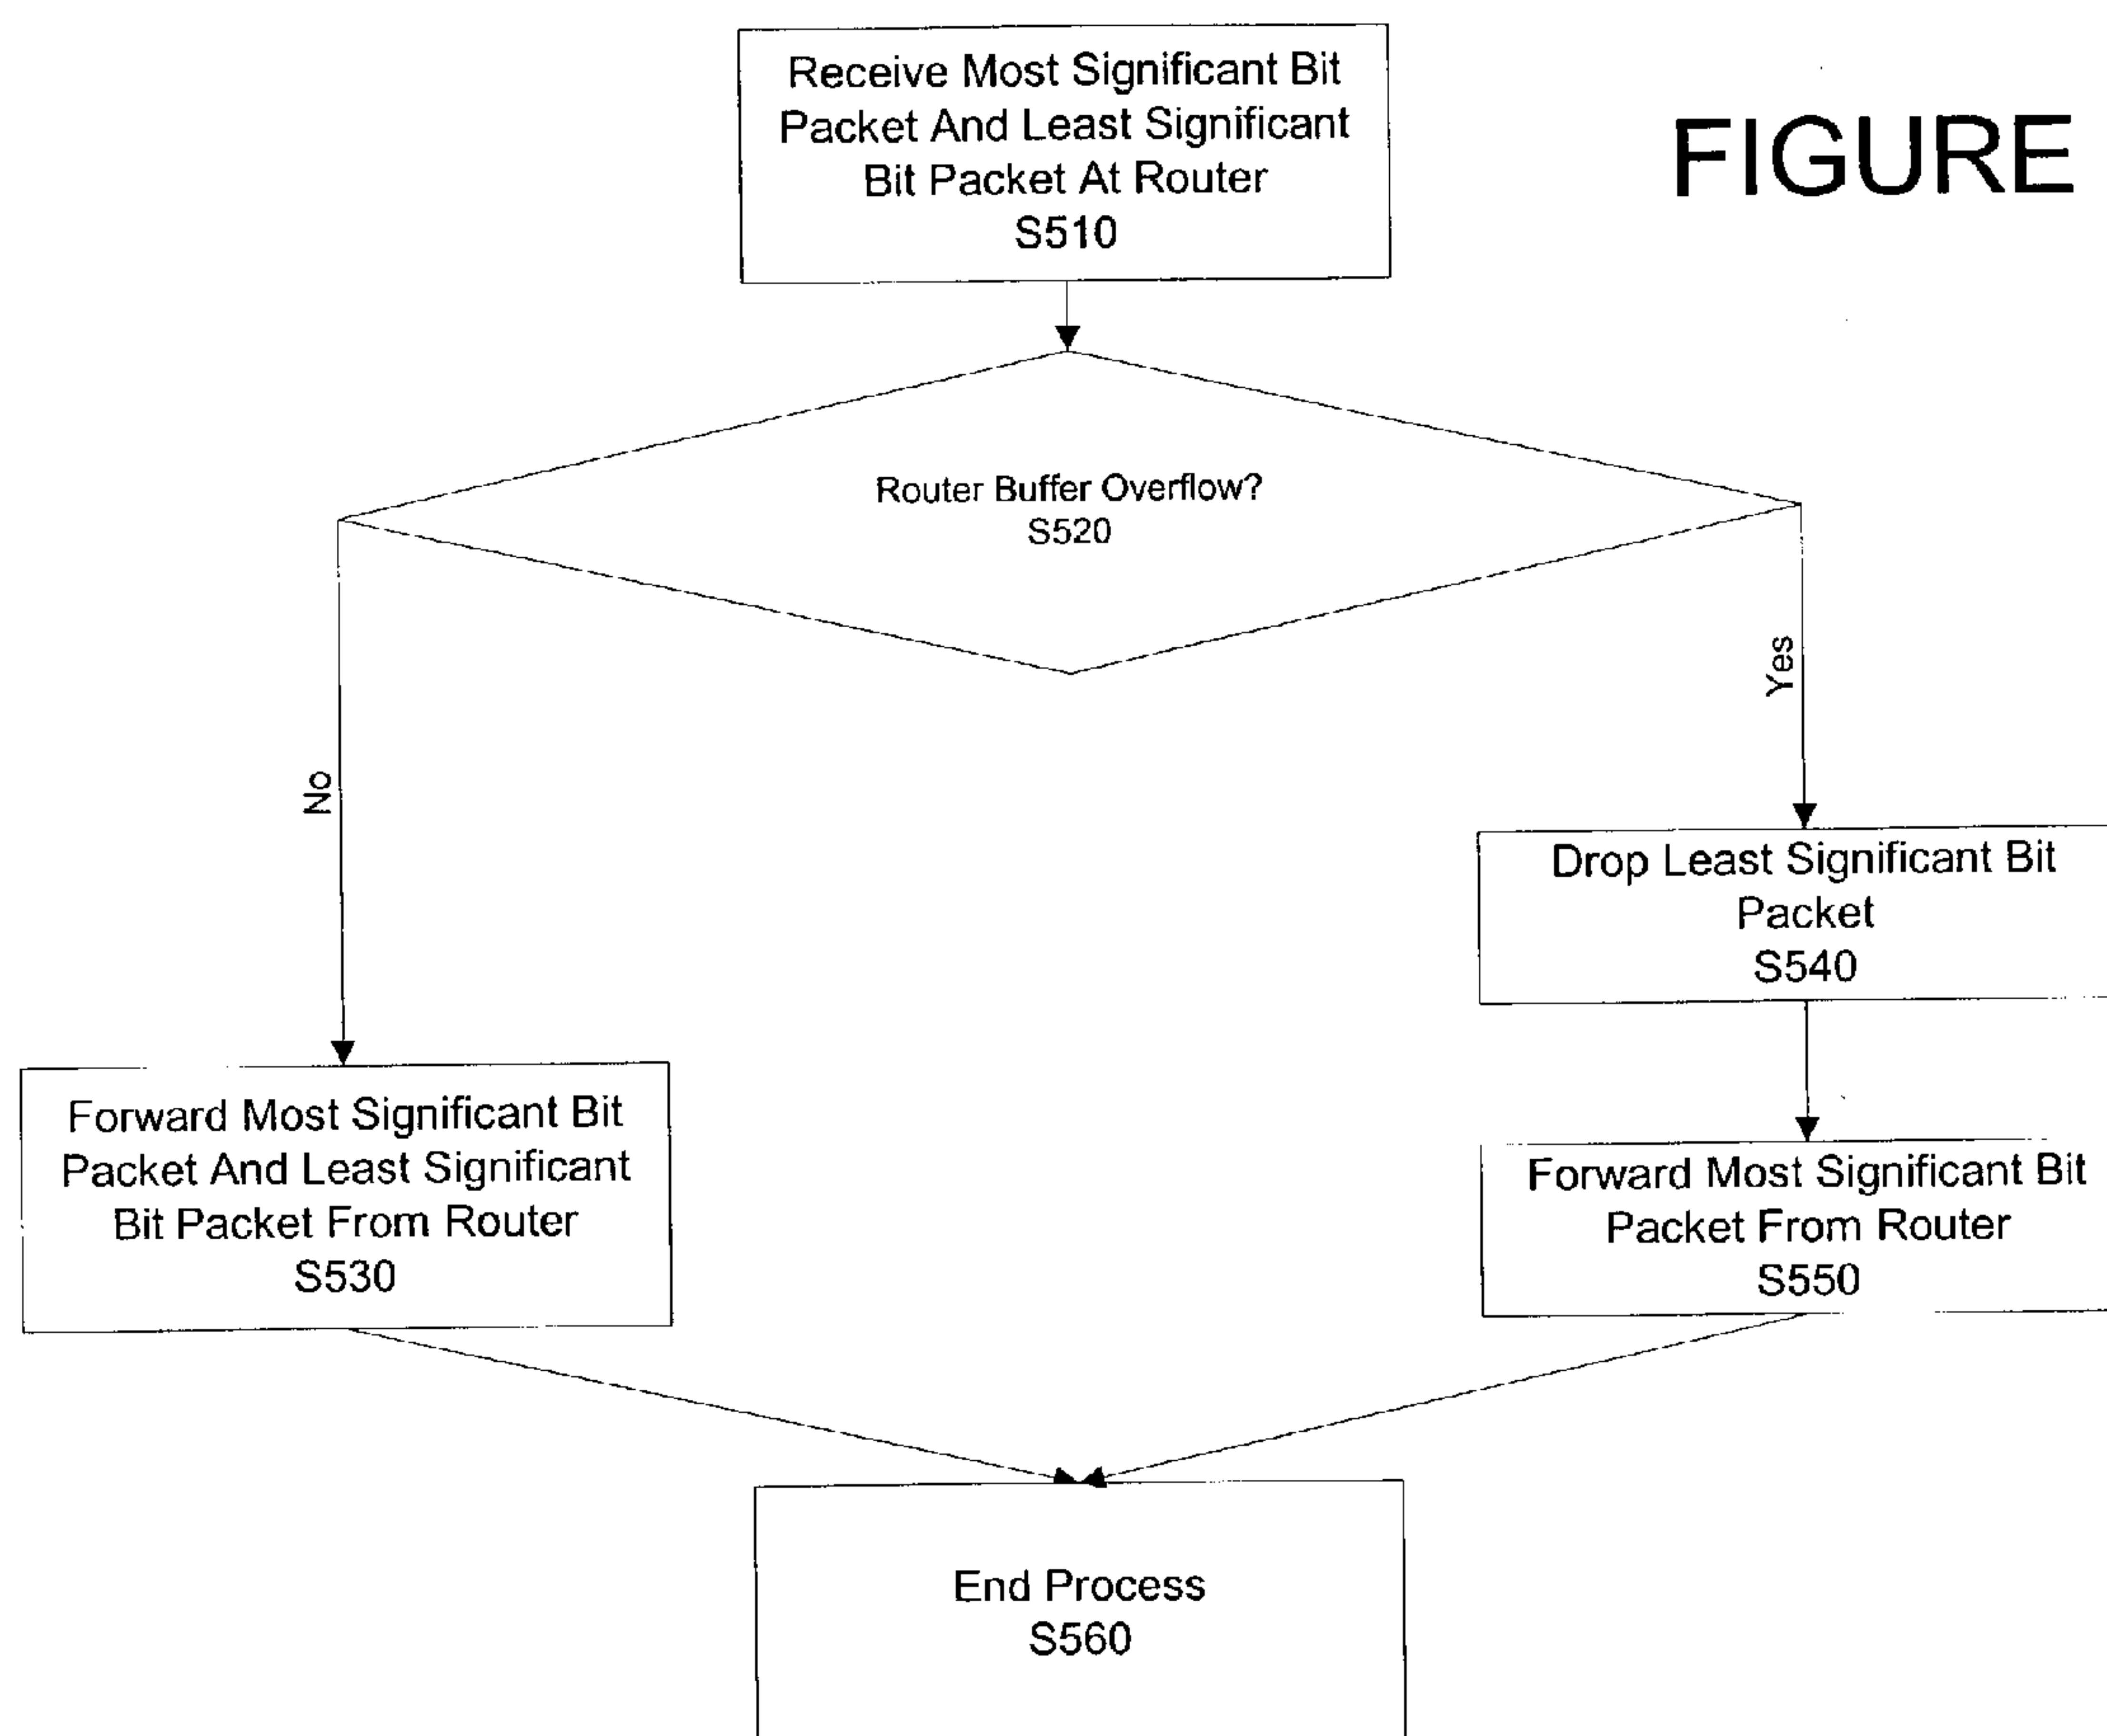 Receive Most Significant Bit
Packet And Least Significant
Bit Packet At Router
S510
FIGURE
Router Buffer Overflow?
S520
No
Yes
Drop Least Significant Bit
Packet
S540
Forward Most Significant Bit
Packet And Least Significant
Bit Packet From Router
S530
Forward Most Significant Bit
Packet From Router
S550
End Process
S560